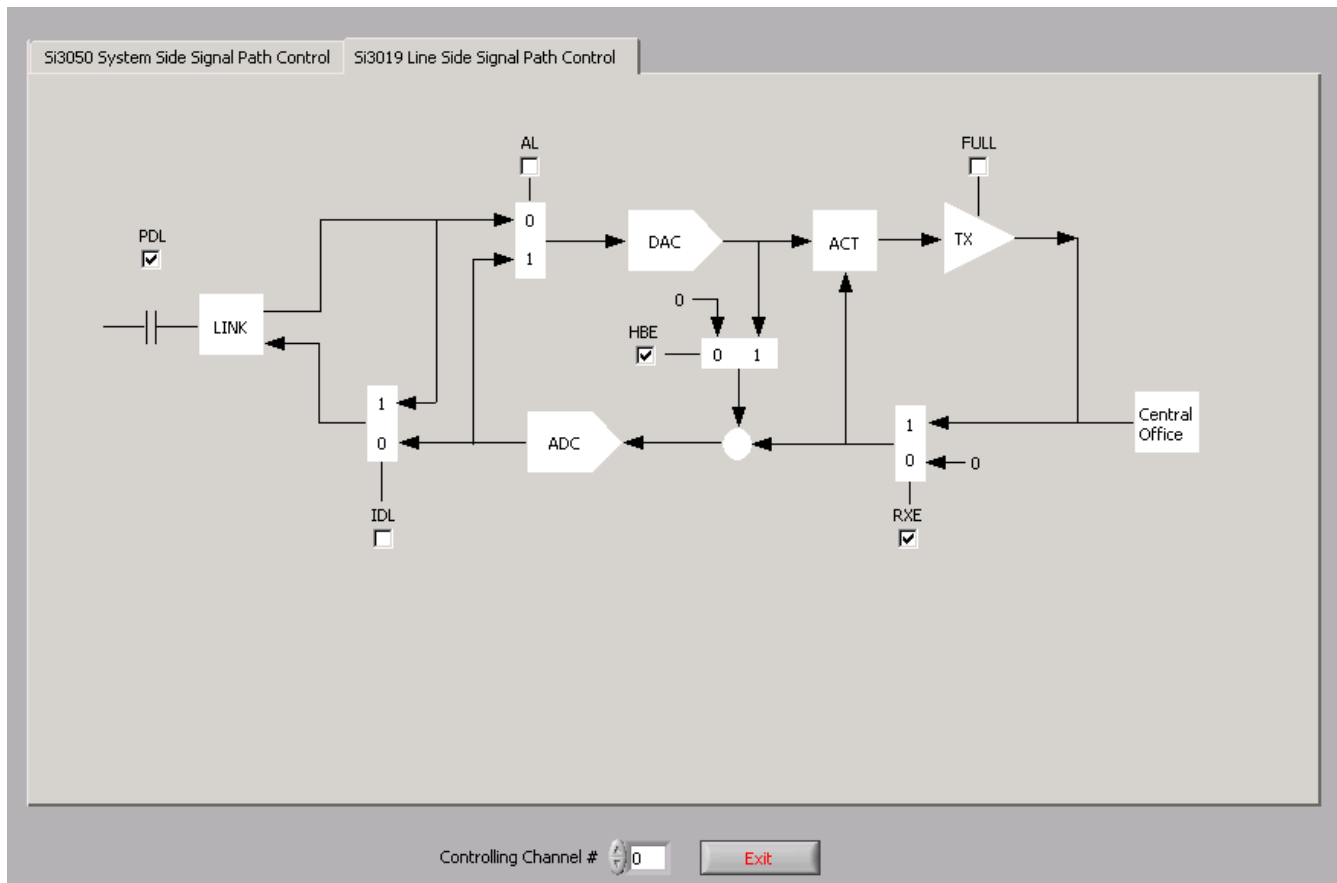 Si3050 System Side Signal Path Control
Si3019 Line Side Signal Path Control
AL
FULL
0
1
DAC
ACT
TX
PDL
LINK
0
HBE
0 1
1
0
ADC
1
0
0
Central
Office
IDL
RXE
Controlling Channel #
0
Exit